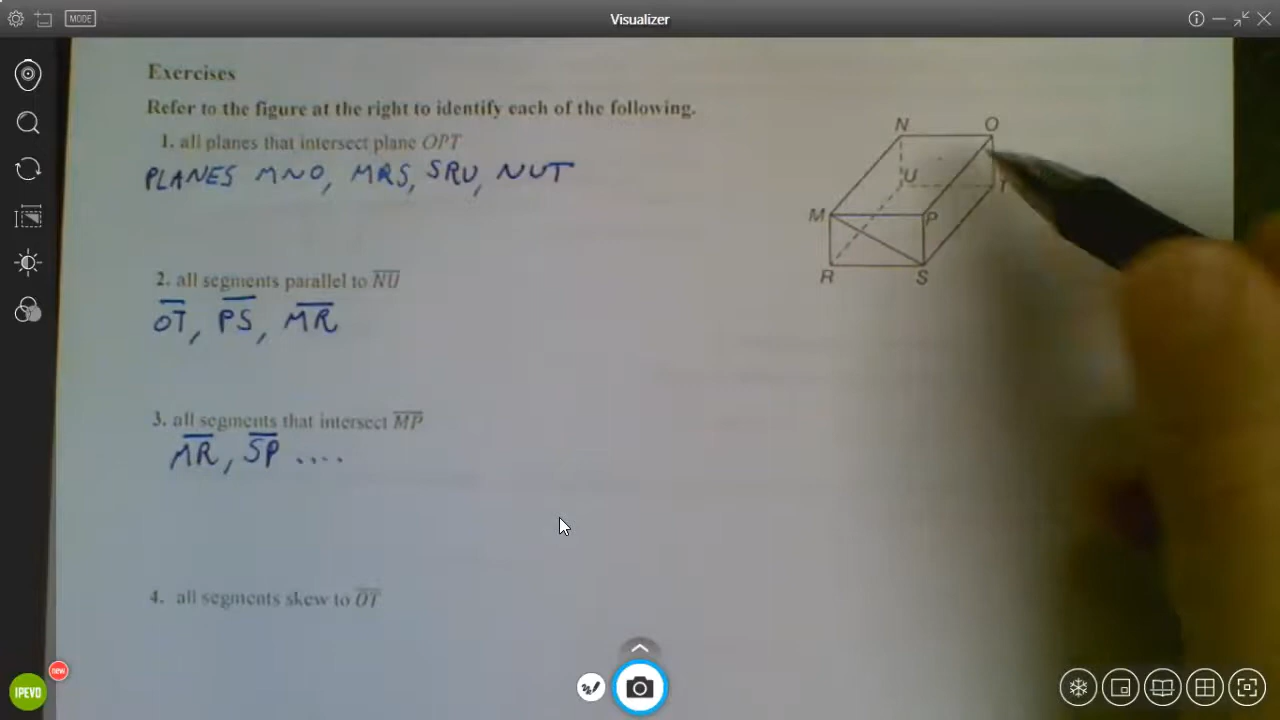 MODE
Visualizer
Exercises
Refer to the figure at the right to identify each of the following.
1. all planes that intersect plane OPT
PLANES MNO, MRS, SRU, NUT
2. all segments parallel to NU
OT, PS, MR
3. all segments that intersect MP
MR, SP ....
4. all segments skew to OT
N O
U T
M P
R S
new
IPEVO